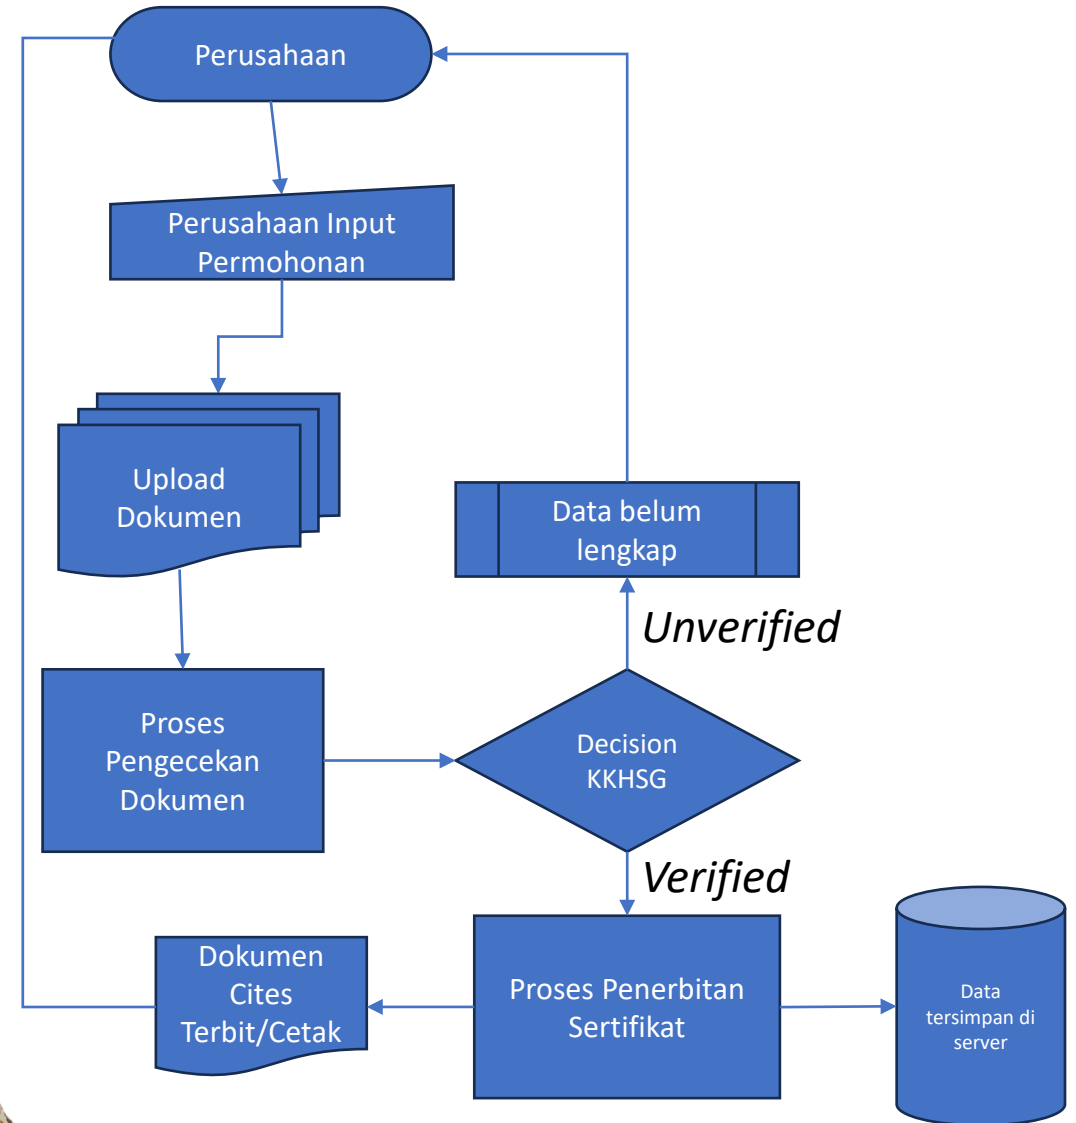 Perusahaan
Perusahaan Input
Permohonan
Upload
Dokumen
Data belum
lengkap
Unverified
Proses
Pengecekan
Dokumen
Decision
KKHSG
Verified
Dokumen
Cites
Terbit/Cetak
Proses Penerbitan
Sertifikat
Data
tersimpan di
server